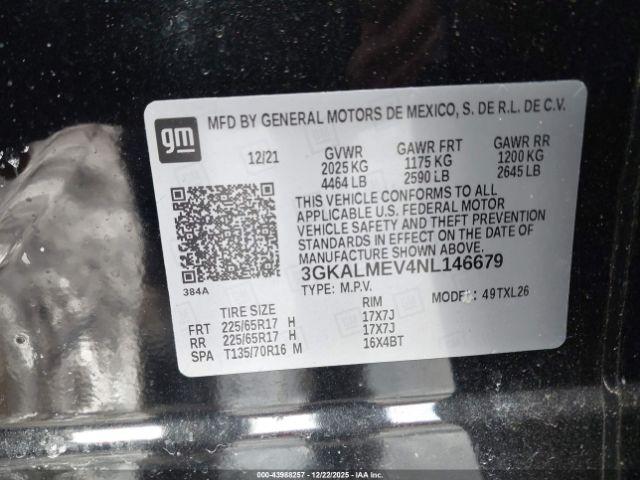 gm
MFD BY GENERAL MOTORS DE MEXICO, S. DE R.L. DE C.V.
12/21 GVWR GAWR FRT GAWR RR
2025 KG 1175 KG 1200 KG
4464 LB 2590 LB 2645 LB
THIS VEHICLE CONFORMS TO ALL
APPLICABLE U.S. FEDERAL MOTOR
VEHICLE SAFETY AND THEFT PREVENTION
STANDARDS IN EFFECT ON THE DATE OF
MANUFACTURE SHOWN ABOVE.
384A
3GKALMEV4NL146679
TYPE: M.P.V. MODEL: 49TXL26
TIRE SIZE RIM
FRT 225/65R17 H 17X7J
RR 225/65R17 H 17X7J
SPA T135/70R16 M 16X4BT
000-43988257 - 12/22/2025 - IAAI.COM